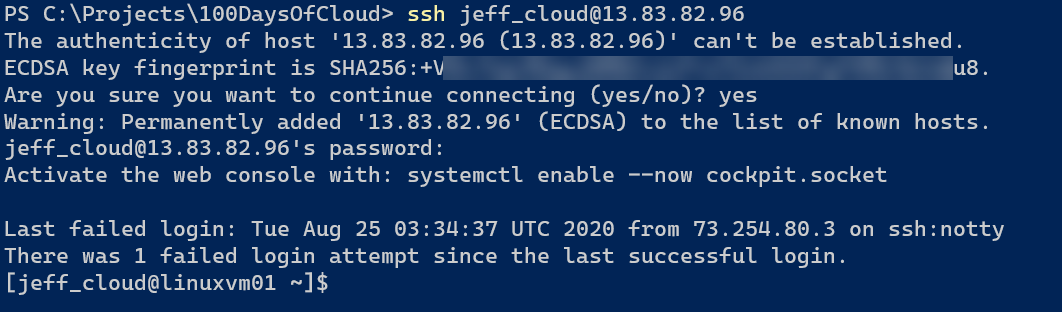 PS C:\Projects\100DaysOfCloud> ssh jeff_cloud@13.83.82.96
The authenticity of host '13.83.82.96 (13.83.82.96)' can't be established.
ECDSA key fingerprint is SHA256:+V u8.
Are you sure you want to continue connecting (yes/no)? yes
Warning: Permanently added '13.83.82.96' (ECDSA) to the list of known hosts.
jeff_cloud@13.83.82.96's password:
Activate the web console with: systemctl enable --now cockpit.socket
Last failed login: Tue Aug 25 03:34:37 UTC 2020 from 73.254.80.3 on ssh:notty
There was 1 failed login attempt since the last successful login.
[jeff_cloud@linuxvm01 ~]$